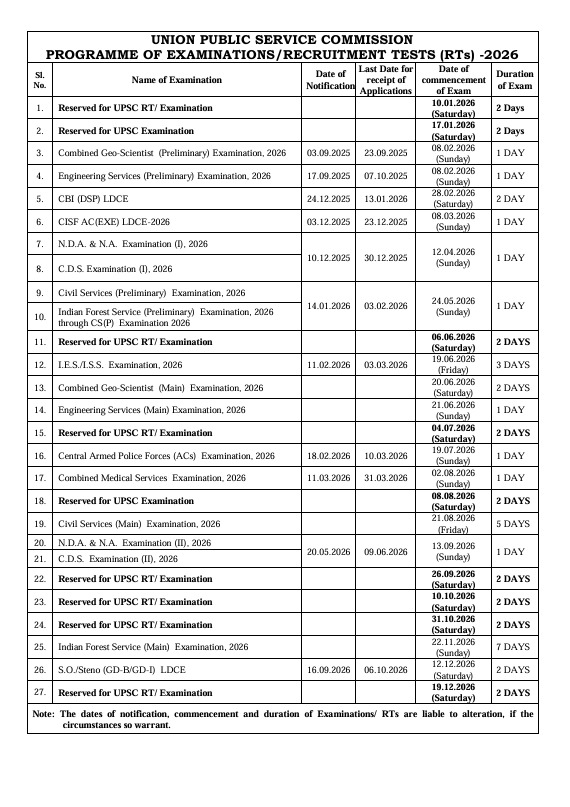 UNION PUBLIC SERVICE COMMISSION
PROGRAMME OF EXAMINATIONS/RECRUITMENT TESTS (RTs) -2026
Sl. No. Name of Examination Date of Notification Last Date for receipt of Applications Date of commencement of Exam Duration of Exam
1. Reserved for UPSC RT/ Examination 10.01.2026 (Saturday) 2 Days
2. Reserved for UPSC Examination 17.01.2026 (Saturday) 2 Days
3. Combined Geo-Scientist (Preliminary) Examination, 2026 03.09.2025 23.09.2025 08.02.2026 (Sunday) 1 DAY
4. Engineering Services (Preliminary) Examination, 2026 17.09.2025 07.10.2025 08.02.2026 (Sunday) 1 DAY
5. CBI (DSP) LDCE 24.12.2025 13.01.2026 28.02.2026 (Saturday) 2 DAY
6. CISF AC(EXE) LDCE-2026 03.12.2025 23.12.2025 08.03.2026 (Sunday) 1 DAY
7. N.D.A. & N.A. Examination (I), 2026 10.12.2025 30.12.2025 12.04.2026 (Sunday) 1 DAY
8. C.D.S. Examination (I), 2026
9. Civil Services (Preliminary) Examination, 2026 14.01.2026 03.02.2026 24.05.2026 (Sunday) 1 DAY
10. Indian Forest Service (Preliminary) Examination, 2026 through CS(P) Examination 2026
11. Reserved for UPSC RT/ Examination 06.06.2026 (Saturday) 2 DAYS
12. I.E.S./I.S.S. Examination, 2026 11.02.2026 03.03.2026 19.06.2026 (Friday) 3 DAYS
13. Combined Geo-Scientist (Main) Examination, 2026 20.06.2026 (Saturday) 2 DAYS
14. Engineering Services (Main) Examination, 2026 21.06.2026 (Sunday) 1 DAY
15. Reserved for UPSC RT/ Examination 04.07.2026 (Saturday) 2 DAYS
16. Central Armed Police Forces (ACs) Examination, 2026 18.02.2026 10.03.2026 19.07.2026 (Sunday) 1 DAY
17. Combined Medical Services Examination, 2026 11.03.2026 31.03.2026 02.08.2026 (Sunday) 1 DAY
18. Reserved for UPSC Examination 08.08.2026 (Saturday) 2 DAYS
19. Civil Services (Main) Examination, 2026 21.08.2026 (Friday) 5 DAYS
20. N.D.A. & N.A. Examination (II), 2026 20.05.2026 09.06.2026 13.09.2026 (Sunday) 1 DAY
21. C.D.S. Examination (II), 2026
22. Reserved for UPSC RT/ Examination 26.09.2026 (Saturday) 2 DAYS
23. Reserved for UPSC RT/ Examination 10.10.2026 (Saturday) 2 DAYS
24. Reserved for UPSC RT/ Examination 31.10.2026 (Saturday) 2 DAYS
25. Indian Forest Service (Main) Examination, 2026 22.11.2026 (Sunday) 7 DAYS
26. S.O./Steno (GD-B/GD-I) LDCE 16.09.2026 06.10.2026 12.12.2026 (Saturday) 2 DAYS
27. Reserved for UPSC RT/ Examination 19.12.2026 (Saturday) 2 DAYS
Note: The dates of notification, commencement and duration of Examinations/ RTs are liable to alteration, if the
circumstances so warrant.